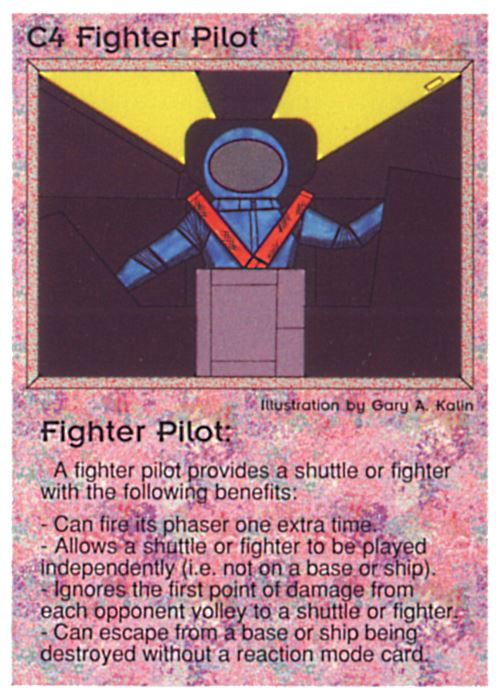 C4 Fighter Pilot
Illustration by Gary A. Kalin
Fighter Pilot:
A fighter pilot provides a shuttle or fighter
with the following benefits:
- Can fire its phaser one extra time.
- Allows a shuttle or fighter to be played
independently (i.e. not on a base or ship).
- Ignores the first point of damage from
each opponent volley to a shuttle or fighter.
- Can escape from a base or ship being
destroyed without a reaction mode card.